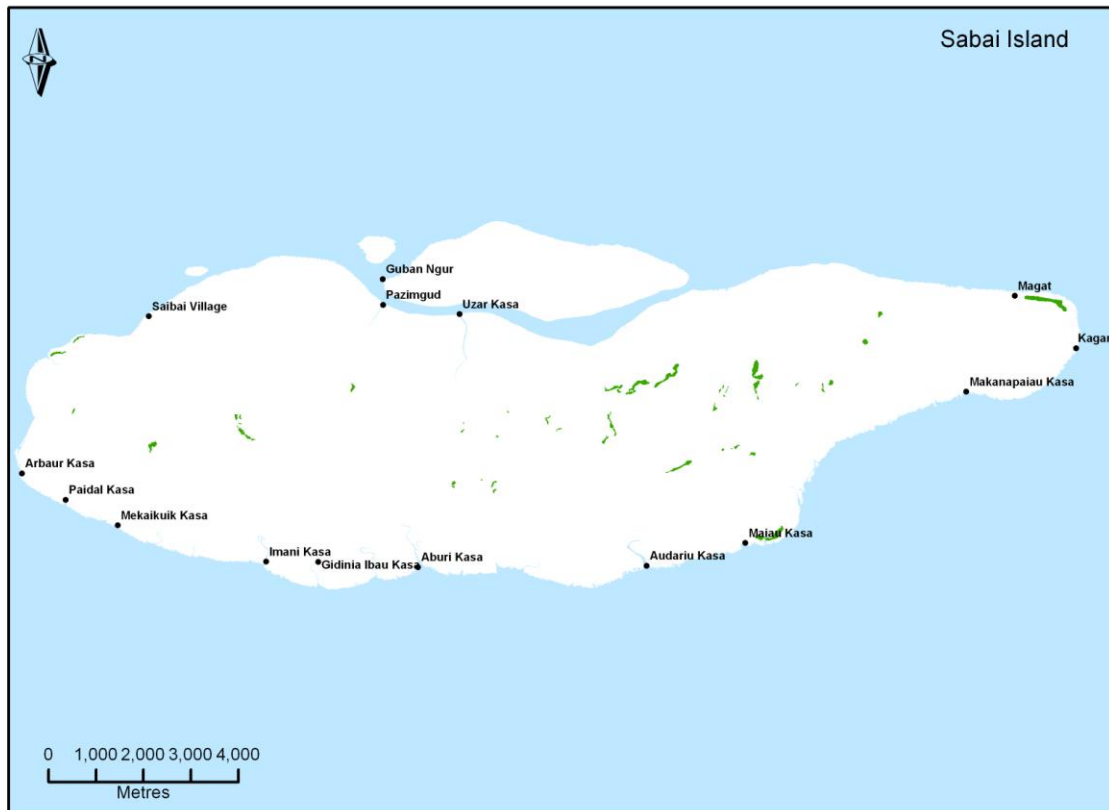 Sabai Island
N
Guban Ngur
Pazimgud
Magat
Saibai Village
Uzar Kasa
Kagar
Makanapaiau Kasa
Arbaur Kasa
Paidal Kasa
Mekaikuik Kasa
Maiau Kasa
Imani Kasa
Gidinia Ibau Kasa
Aburi Kasa
Audariu Kasa
0 1,000 2,000 3,000 4,000
Metres